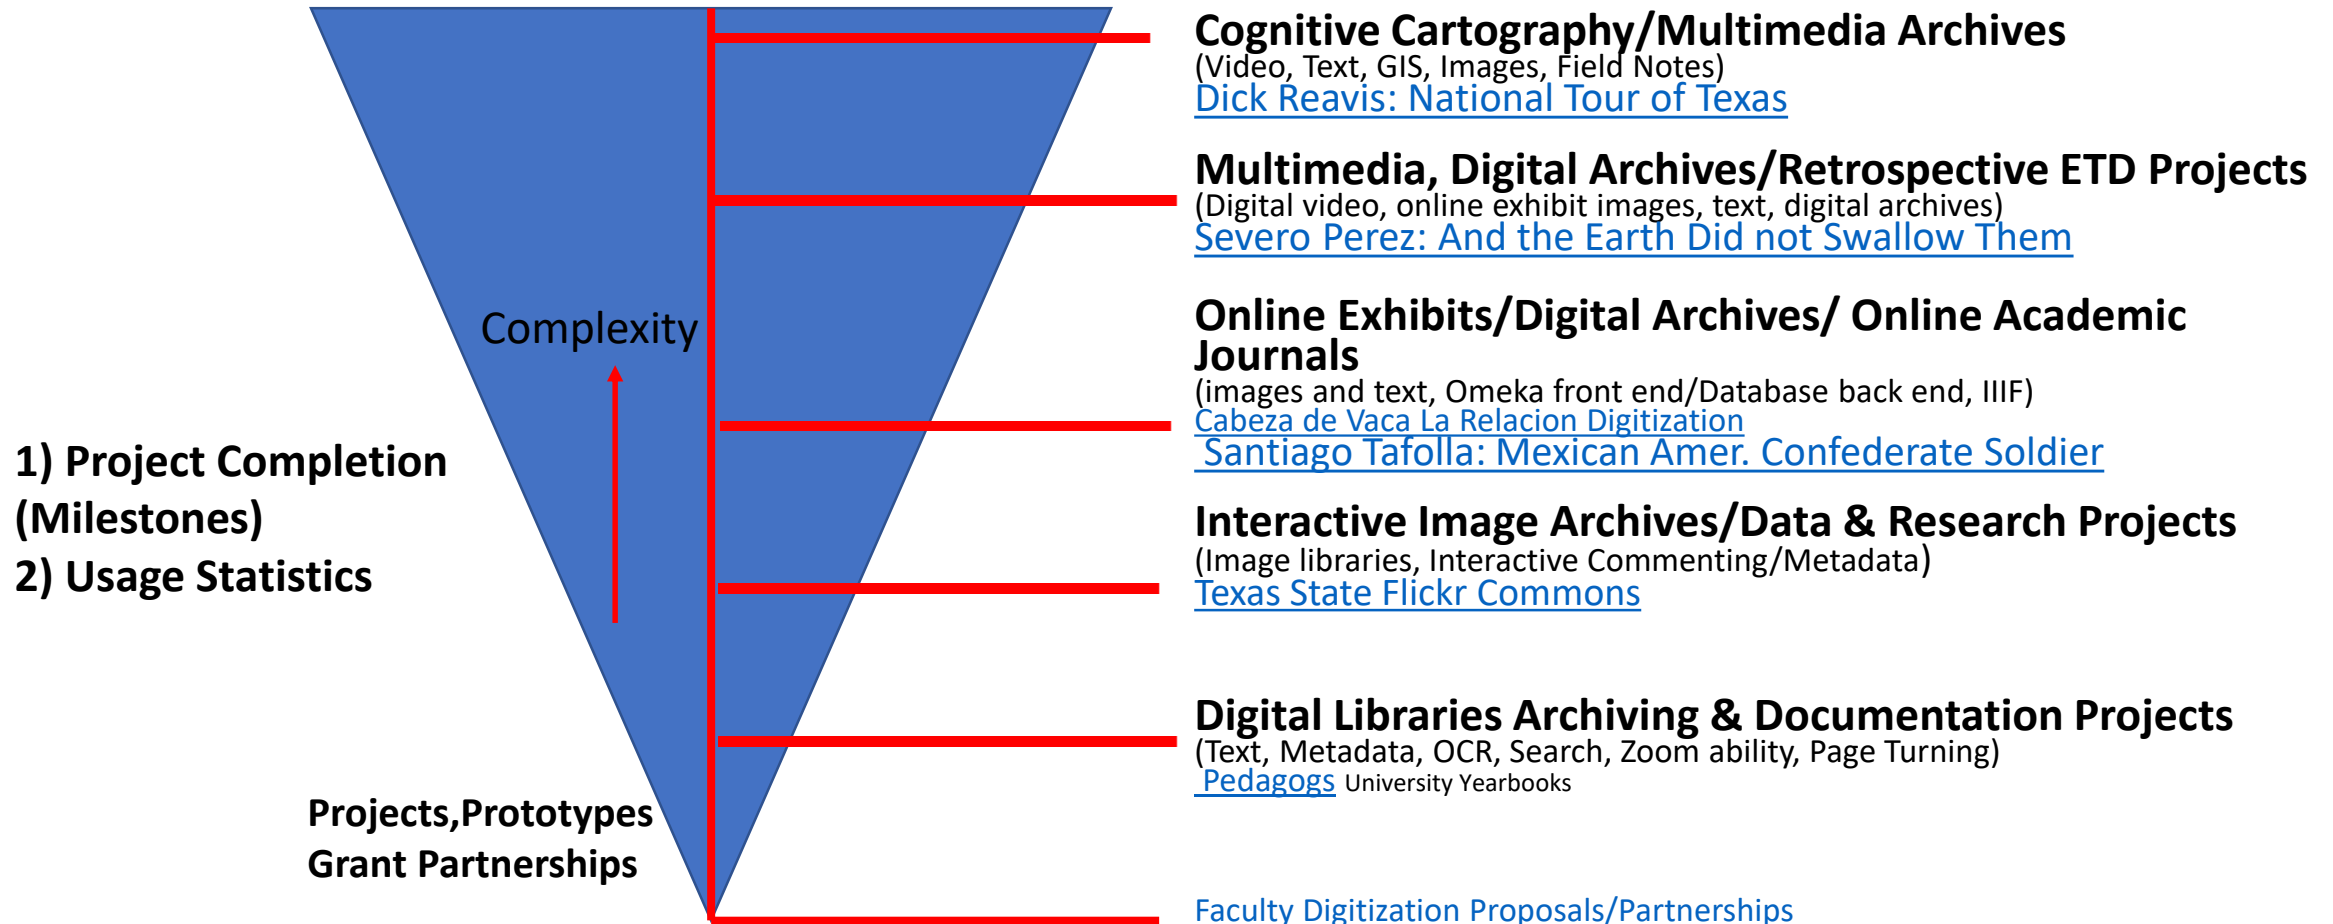 Cognitive Cartography/Multimedia Archives
(Video, Text, GIS, Images, Field Notes)
Dick Reavis: National Tour of Texas
Multimedia, Digital Archives/Retrospective ETD Projects
(Digital video, online exhibit images, text, digital archives)
Severo Perez: And the Earth Did not Swallow Them
Complexity
Online Exhibits/Digital Archives/ Online Academic
Journals
(images and text, Omeka front end/Database back end, IIIF)
Cabeza de Vaca La Relacion Digitization
Santiago Tafolla: Mexican Amer. Confederate Soldier
1) Project Completion
(Milestones)
2) Usage Statistics
Interactive Image Archives/Data & Research Projects
(Image libraries, Interactive Commenting/Metadata)
Texas State Flickr Commons
Digital Libraries Archiving & Documentation Projects
(Text, Metadata, OCR, Search, Zoom ability, Page Turning)
Pedagogs University Yearbooks
Projects,Prototypes
Grant Partnerships
Faculty Digitization Proposals/Partnerships